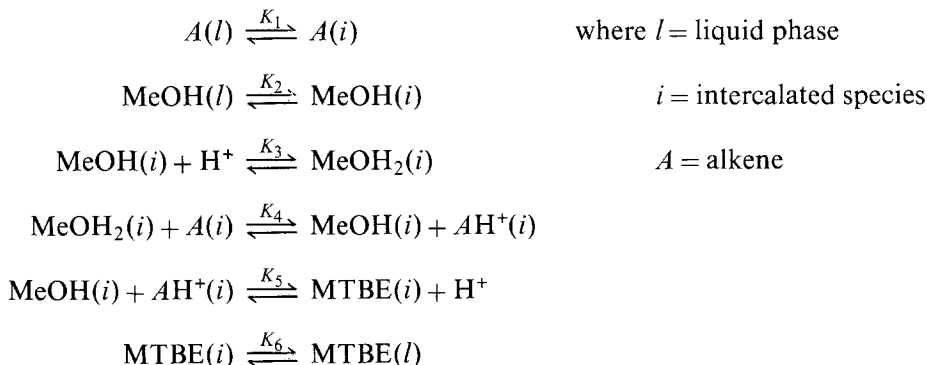 A(l) ⇌ A(i) K₁ where l = liquid phase
MeOH(l) ⇌ MeOH(i) K₂ i = intercalated species
MeOH(i) + H⁺ ⇌ MeOH₂(i) K₃ A = alkene
MeOH₂(i) + A(i) ⇌ MeOH(i) + AH⁺(i) K₄
MeOH(i) + AH⁺(i) ⇌ MTBE(i) + H⁺ K₅
MTBE(i) ⇌ MTBE(l) K₆